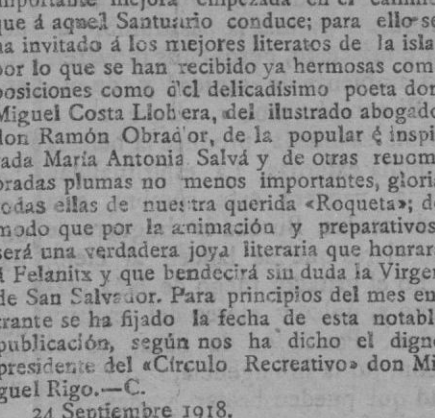 importante mejora empezada en el camin
que á aquel Santuario conduce; para ello se
ha invitado á los mejores literatos de la isla
por lo que se han recibido ya hermosas com
posiciones como del delicadísimo poeta don
Miguel Costa Llobera, del ilustrado abogado
don Ramón Obrador, de la popular é inspi
rada María Antonia Salvá y de otras renom
bradas plumas no menos importantes, gloria
todas ellas de nuestra querida «Roqueta»; de
modo que por la animación y preparativos
será una verdadera joya literaria que honrar
á Felanitx y que bendecirá sin duda la Virgen
de San Salvador. Para principios del mes en
trante se ha fijado la fecha de esta notabl
publicación, según nos ha dicho el digno
presidente del «Círculo Recreativo» don Mi
guel Rigo.—C.
24 Septiembre 1918.